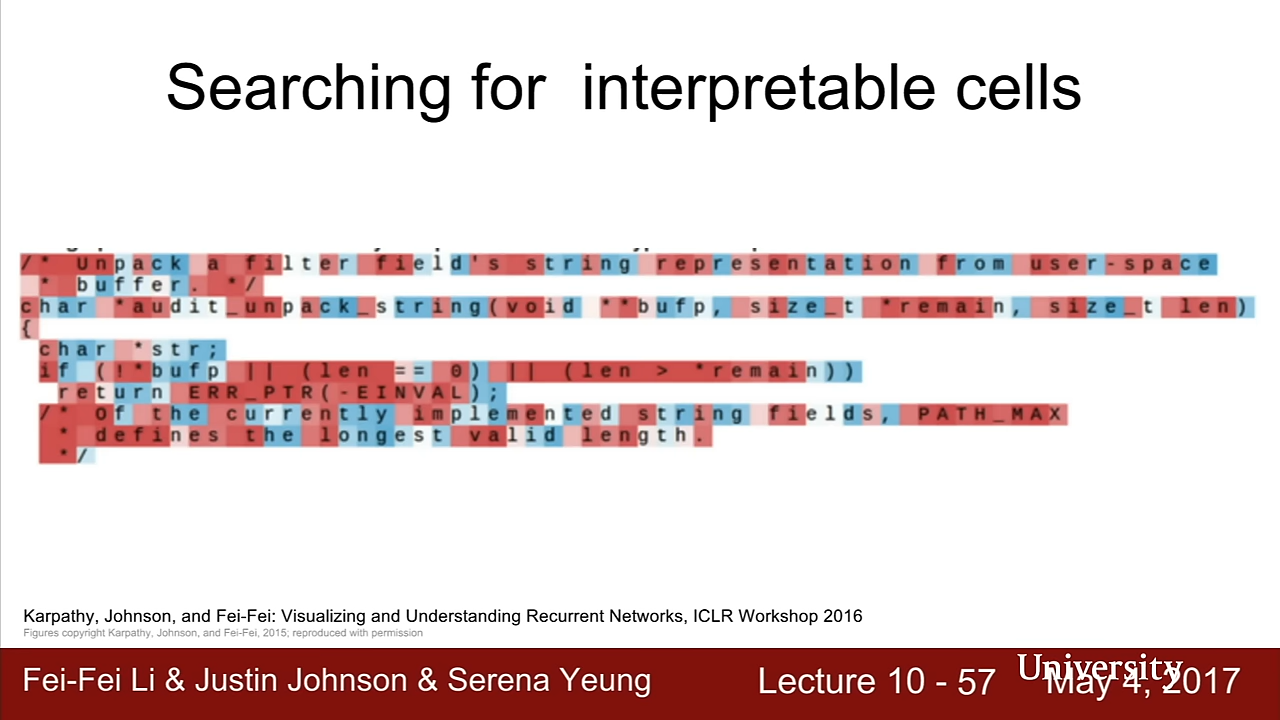 Searching for interpretable cells
/* Unpack a filter field's string representation from user-space
* buffer. */
char *audit_unpack_string(void **bufp, size_t *remain, size_t len)
{
char *str;
if (!*bufp || (len == 0) || (len > *remain))
return ERR_PTR(-EINVAL);
/* Of the currently implemented string fields, PATH_MAX
* defines the longest valid length.
*/
Karpathy, Johnson, and Fei-Fei: Visualizing and Understanding Recurrent Networks, ICLR Workshop 2016
Figures copyright Karpathy, Johnson, and Fei-Fei, 2015; reproduced with permission
Fei-Fei Li & Justin Johnson & Serena Yeung
Lecture 10 - 57
University
May 4, 2017